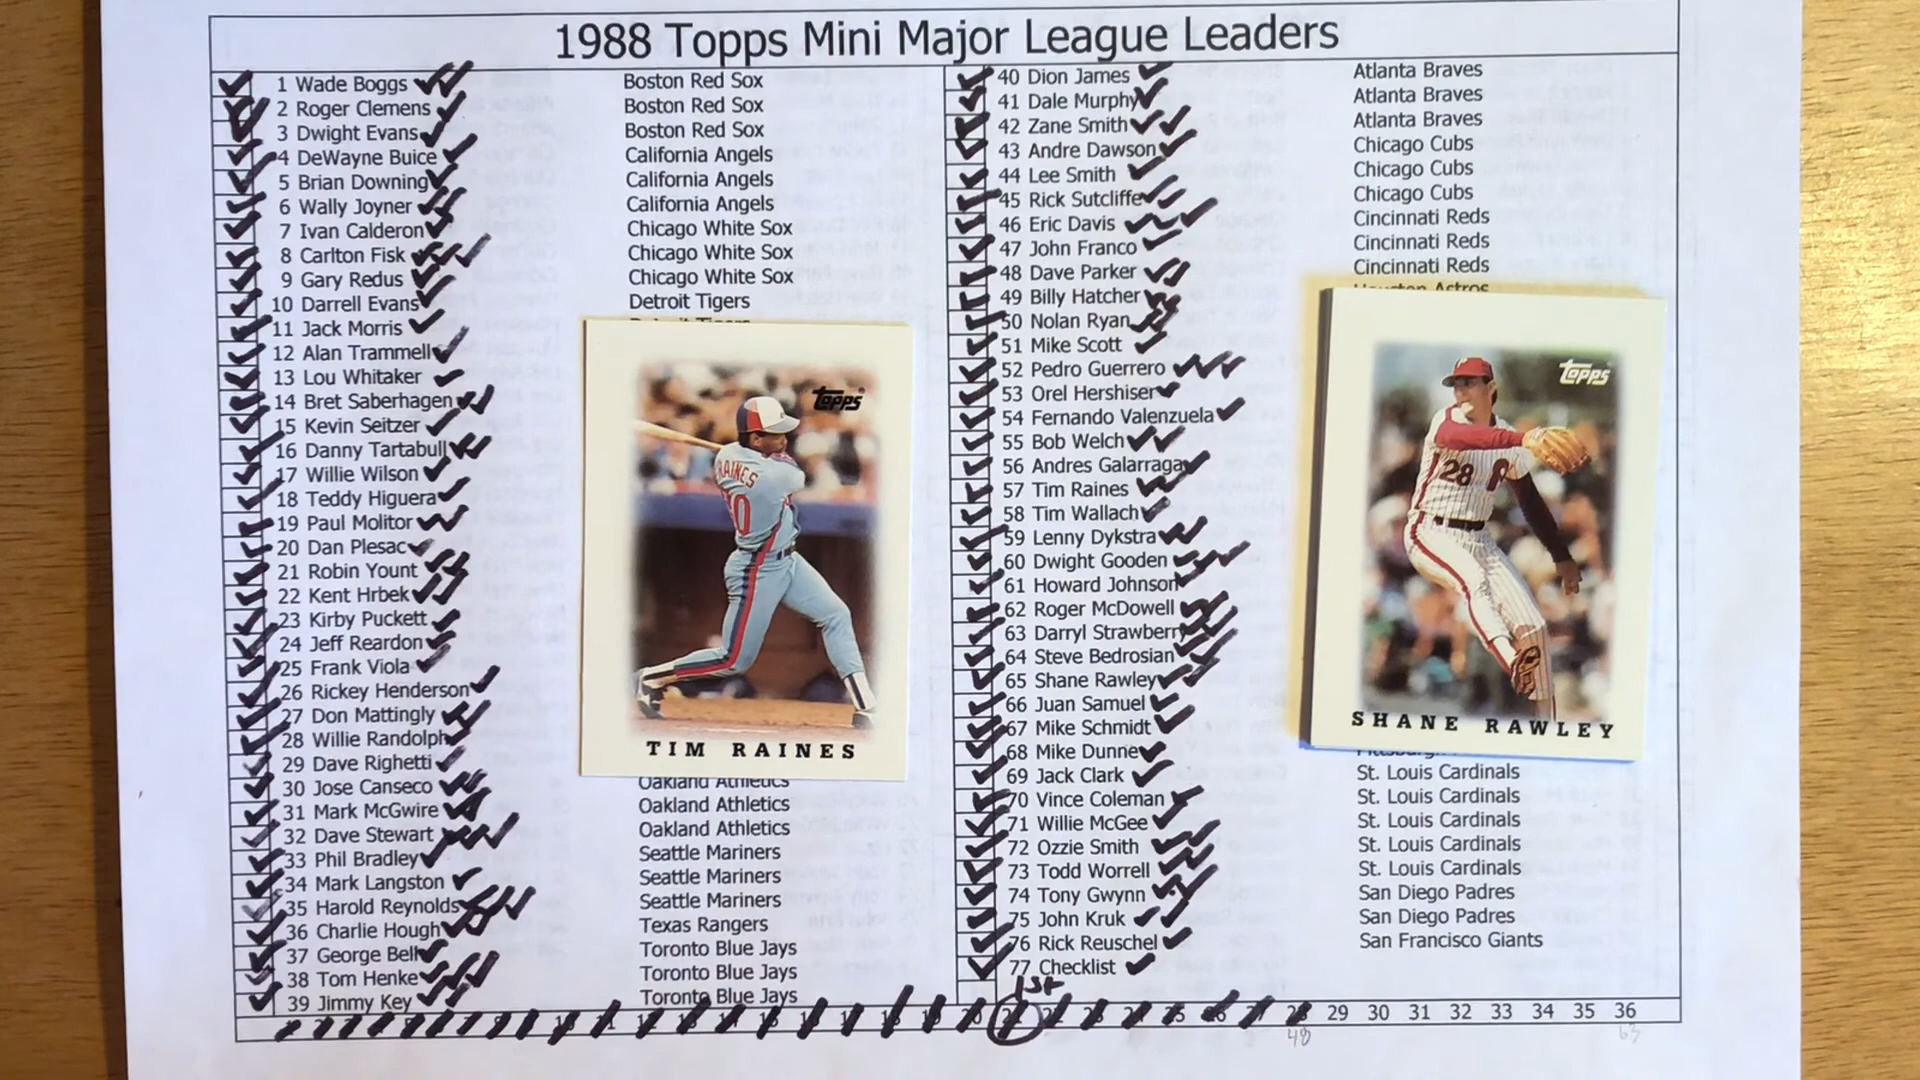 1988 Topps Mini Major League Leaders
1 Wade Boggs Boston Red Sox
2 Roger Clemens Boston Red Sox
3 Dwight Evans Boston Red Sox
4 DeWayne Buice California Angels
5 Brian Downing California Angels
6 Wally Joyner California Angels
7 Ivan Calderon Chicago White Sox
8 Carlton Fisk Chicago White Sox
9 Gary Redus Chicago White Sox
10 Darrell Evans Detroit Tigers
11 Jack Morris
12 Alan Trammell
13 Lou Whitaker
14 Bret Saberhagen
15 Kevin Seitzer
16 Danny Tartabull
17 Willie Wilson
18 Teddy Higuera
19 Paul Molitor
20 Dan Plesac
21 Robin Yount
22 Kent Hrbek
23 Kirby Puckett
24 Jeff Reardon
25 Frank Viola
26 Rickey Henderson
27 Don Mattingly
28 Willie Randolph
29 Dave Righetti
30 Jose Canseco Oakland Athletics
31 Mark McGwire Oakland Athletics
32 Dave Stewart Oakland Athletics
33 Phil Bradley Seattle Mariners
34 Mark Langston Seattle Mariners
35 Harold Reynolds Seattle Mariners
36 Charlie Hough Texas Rangers
37 George Bell Toronto Blue Jays
38 Tom Henke Toronto Blue Jays
39 Jimmy Key Toronto Blue Jays
topps
RAINES
TIM RAINES
40 Dion James Atlanta Braves
41 Dale Murphy Atlanta Braves
42 Zane Smith Atlanta Braves
43 Andre Dawson Chicago Cubs
44 Lee Smith Chicago Cubs
45 Rick Sutcliffe Chicago Cubs
46 Eric Davis Cincinnati Reds
47 John Franco Cincinnati Reds
48 Dave Parker Cincinnati Reds
49 Billy Hatcher Houston Astros
50 Nolan Ryan
51 Mike Scott
52 Pedro Guerrero
53 Orel Hershiser
54 Fernando Valenzuela
55 Bob Welch
56 Andres Galarraga
57 Tim Raines
58 Tim Wallach
59 Lenny Dykstra
60 Dwight Gooden
61 Howard Johnson
62 Roger McDowell
63 Darryl Strawberry
64 Steve Bedrosian
65 Shane Rawley
66 Juan Samuel
67 Mike Schmidt
68 Mike Dunne
69 Jack Clark St. Louis Cardinals
70 Vince Coleman St. Louis Cardinals
71 Willie McGee St. Louis Cardinals
72 Ozzie Smith St. Louis Cardinals
73 Todd Worrell St. Louis Cardinals
74 Tony Gwynn San Diego Padres
75 John Kruk San Diego Padres
76 Rick Reuschel San Francisco Giants
77 Checklist
topps
28 P
SHANE RAWLEY
1st
29 30 31 32 33 34 35 36
48 63